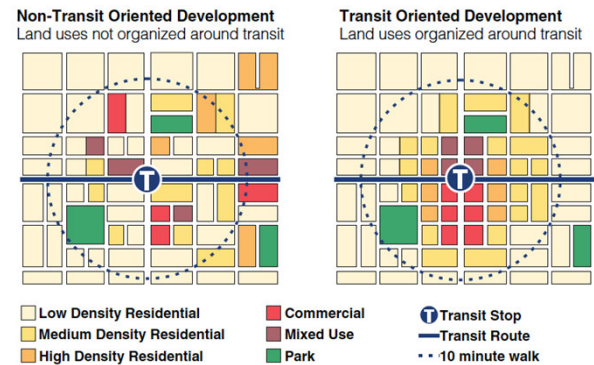 Non-Transit Oriented Development
Land uses not organized around transit
Transit Oriented Development
Land uses organized around transit
T
T
Low Density Residential
Medium Density Residential
High Density Residential
Commercial
Mixed Use
Park
T Transit Stop
Transit Route
10 minute walk